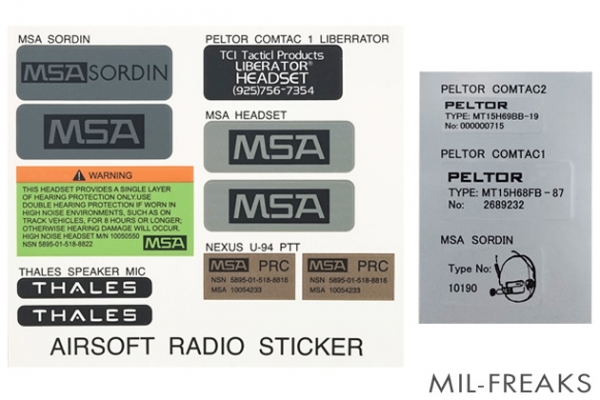 MSA SORDIN
MSA SORDIN
MSA
WARNING
THIS HEADSET PROVIDES A SINGLE LAYER
OF HEARING PROTECTION ONLY.USE
DOUBLE HEARING PROTECTION IF WORN IN
HIGH NOISE ENVIRONMENTS, SUCH AS ON
TRACK VEHICLES, FOR 8 HOURS OR LONGER;
OTHERWISE HEARING DAMAGE WILL OCCUR.
HIGH NOISE HEADSET M/N 10050550
NSN 5895-01-518-8822
MSA
THALES SPEAKER MIC
THALES
THALES
PELTOR COMTAC 1 LIBERRATOR
TCI Tacticl Products
LIBERATOR®
HEADSET
(925)756-7354
MSA HEADSET
MSA
MSA
NEXUS U-94 PTT
MSA PRC
NSN 5895-01-518-8816
MSA 10054233
MSA PRC
NSN 5895-01-518-8816
MSA 10054233
AIRSOFT RADIO STICKER
PELTOR COMTAC2
PELTOR
TYPE: MT15H69BB-19
No: 000000715
PELTOR COMTAC1
PELTOR
TYPE: MT15H68FB-87
No: 2689232
MSA SORDIN
Type No:
10190
MIL-FREAKS